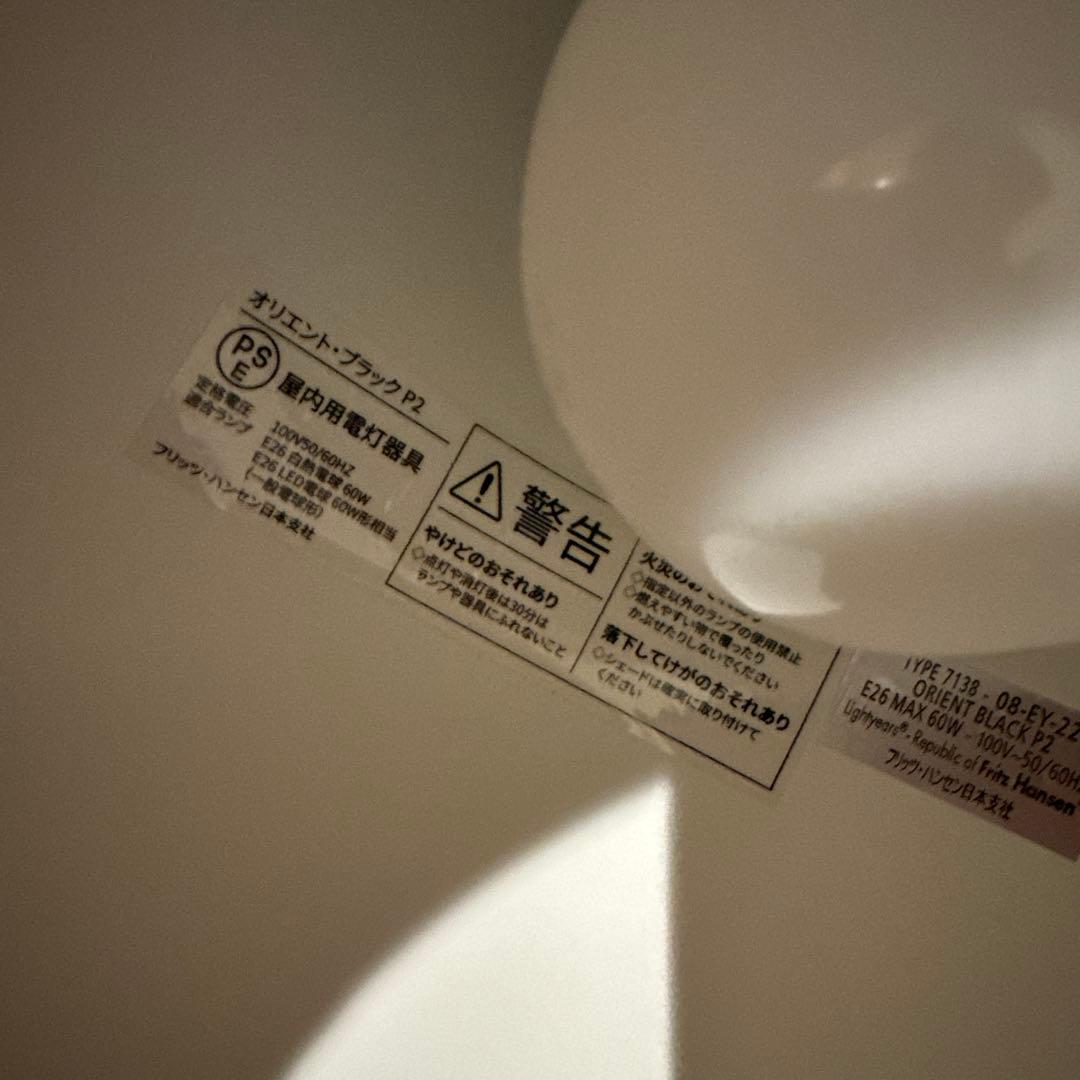 オリエント・ブラック P2
PS
E
屋内用電灯器具
定格電圧 100V50/60HZ
適合ランプ E26 白熱電球 60W
E26 LED電球 60W形相当
(一般電球形)
フリッツ・ハンセン日本支社
警告
やけどのおそれあり
◇点灯や消灯後は30分は
ランプや器具にふれないこと
火災のお
◇指定以外のランプの使用禁止
◇燃えやすい物で覆ったり
かぶせたりしないでください
落下してけがのおそれあり
◇シェードは確実に取り付けて
ください
TYPE 7138 - 08-EY-22
ORIENT BLACK P2
E26 MAX 60W - 100V~50/60HZ
Lightyears® - Republic of Fritz Hansen
フリッツ・ハンセン日本支社